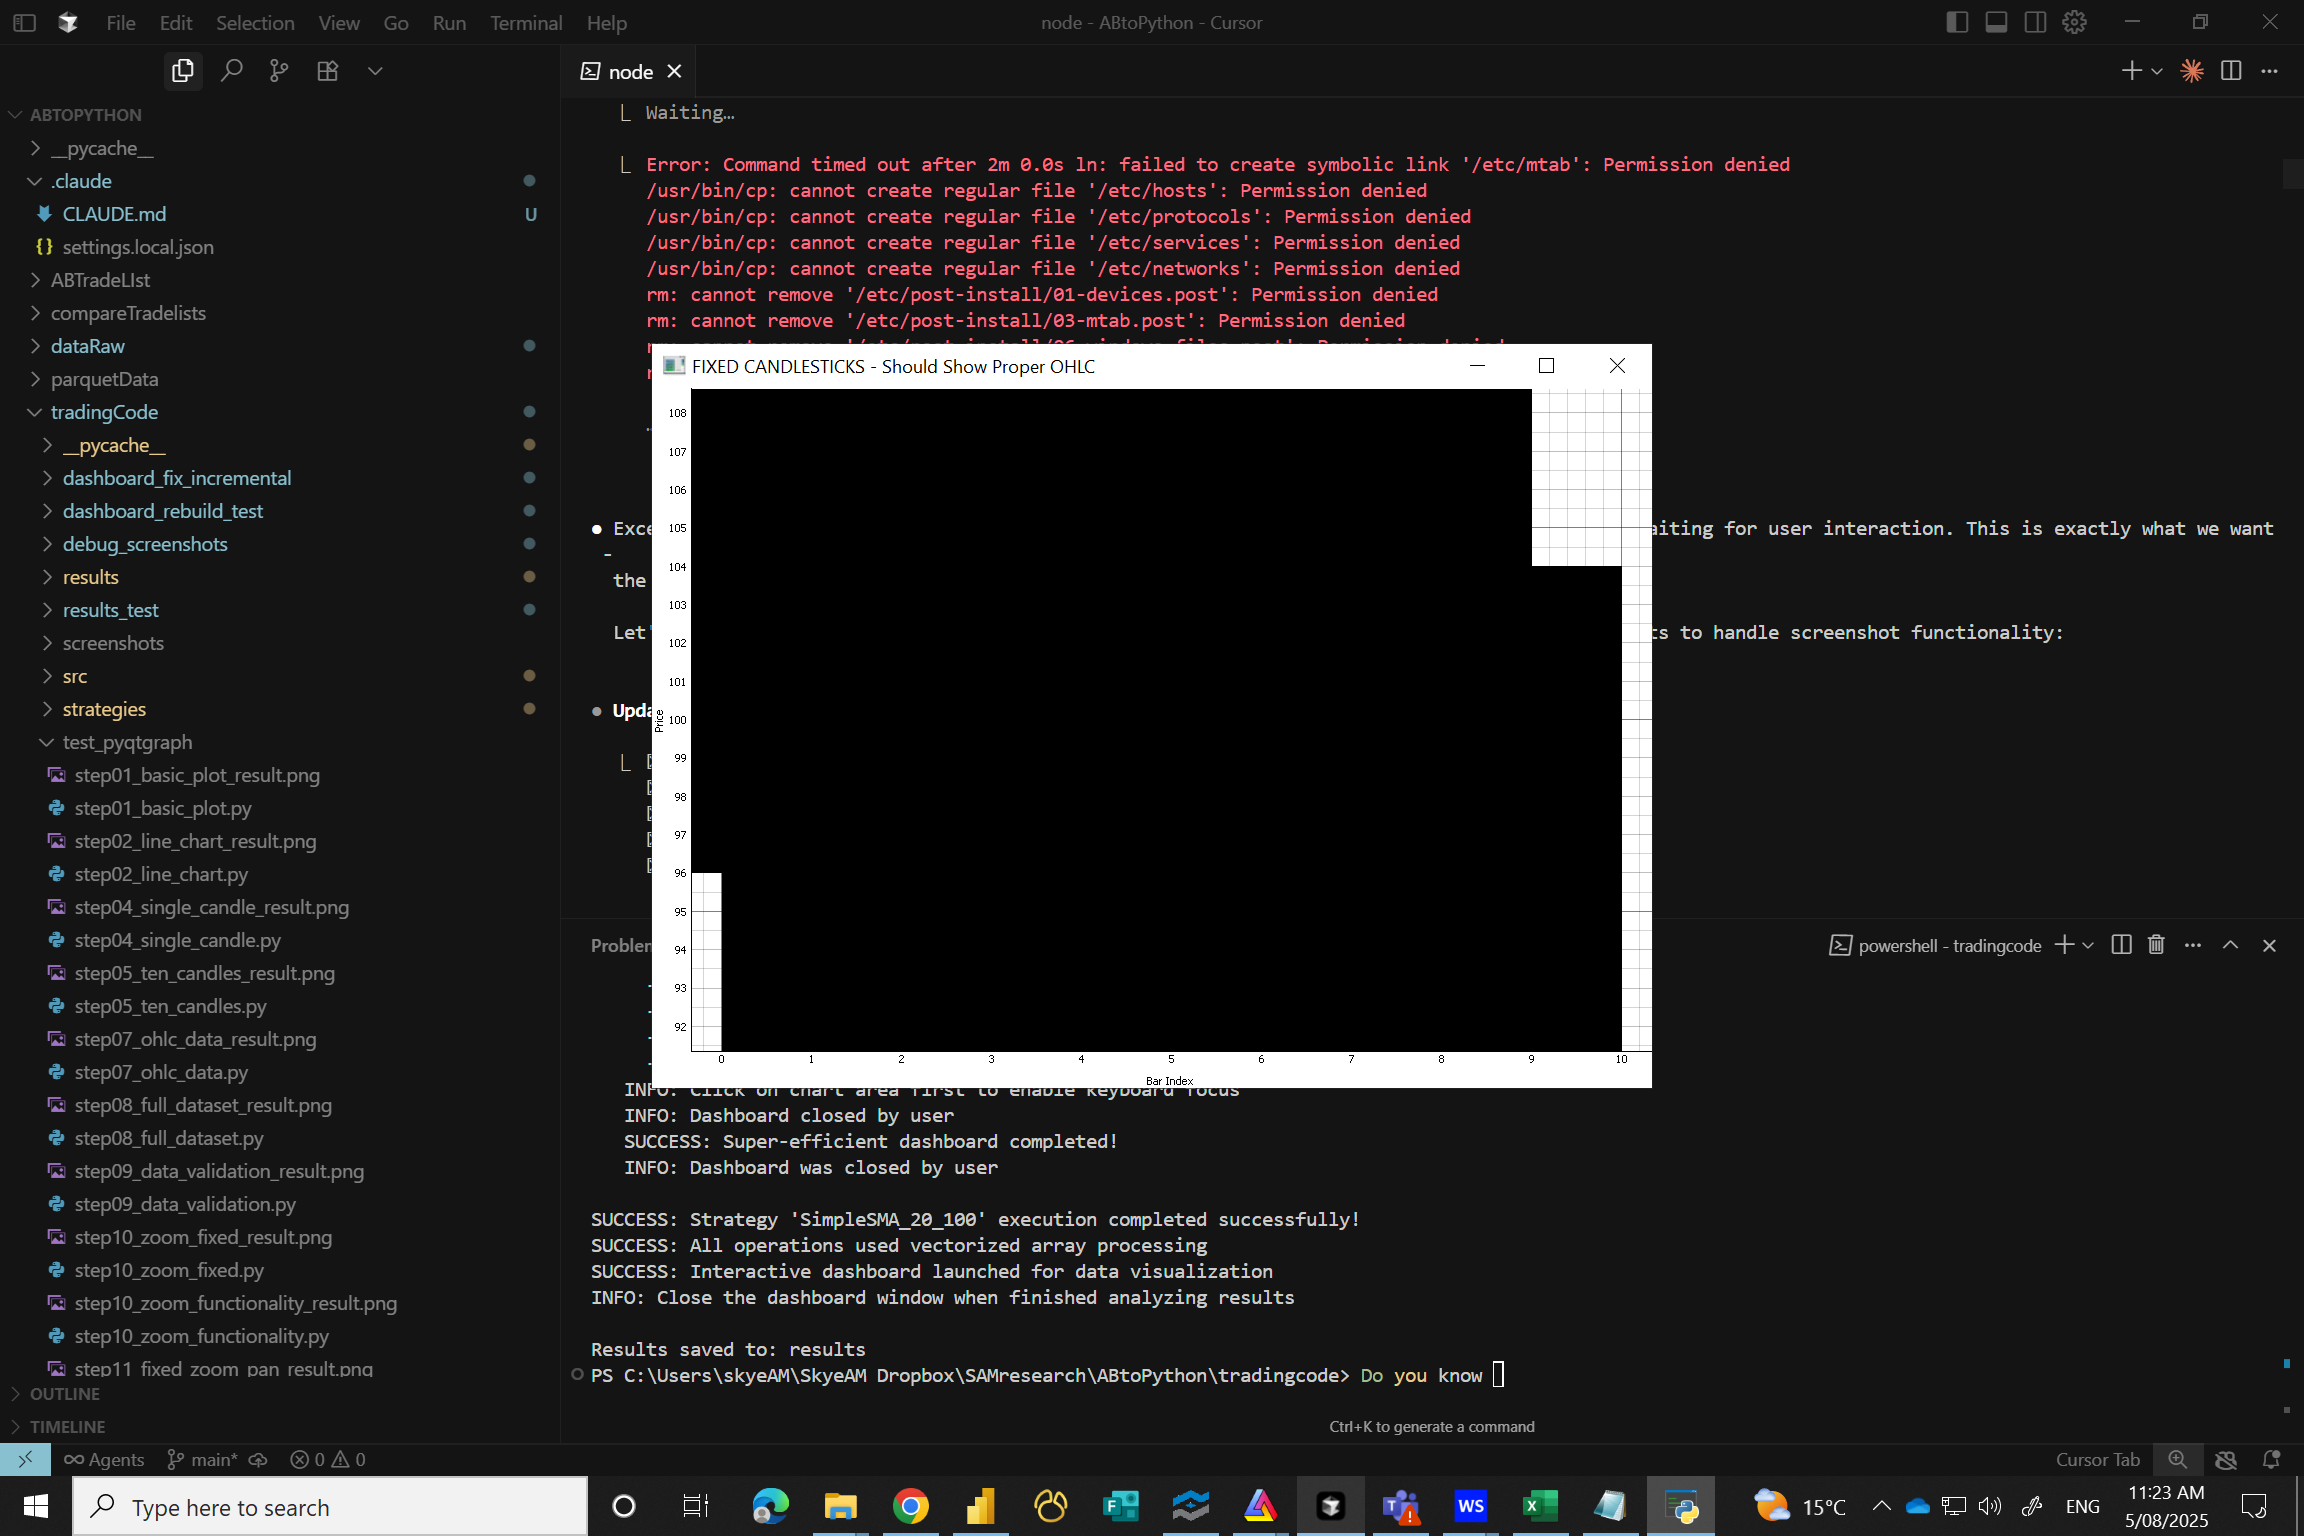 File Edit Selection View Go Run Terminal Help
node - ABtoPython - Cursor
node
ABTOPYTHON
__pycache__
.claude
CLAUDE.md U
settings.local.json
ABTradeLIst
compareTradelists
dataRaw
parquetData
tradingCode
__pycache__
dashboard_fix_incremental
dashboard_rebuild_test
debug_screenshots
results
results_test
screenshots
src
strategies
test_pyqtgraph
step01_basic_plot_result.png
step01_basic_plot.py
step02_line_chart_result.png
step02_line_chart.py
step04_single_candle_result.png
step04_single_candle.py
step05_ten_candles_result.png
step05_ten_candles.py
step07_ohlc_data_result.png
step07_ohlc_data.py
step08_full_dataset_result.png
step08_full_dataset.py
step09_data_validation_result.png
step09_data_validation.py
step10_zoom_fixed_result.png
step10_zoom_fixed.py
step10_zoom_functionality_result.png
step10_zoom_functionality.py
step11_fixed_zoom_pan_result.png
OUTLINE
TIMELINE
Waiting…
Error: Command timed out after 2m 0.0s ln: failed to create symbolic link '/etc/mtab': Permission denied
/usr/bin/cp: cannot create regular file '/etc/hosts': Permission denied
/usr/bin/cp: cannot create regular file '/etc/protocols': Permission denied
/usr/bin/cp: cannot create regular file '/etc/services': Permission denied
/usr/bin/cp: cannot create regular file '/etc/networks': Permission denied
rm: cannot remove '/etc/post-install/01-devices.post': Permission denied
rm: cannot remove '/etc/post-install/03-mtab.post': Permission denied
FIXED CANDLESTICKS - Should Show Proper OHLC
108
107
106
105
104
103
102
101
100
99
98
97
96
95
94
93
92
Price
0 1 2 3 4 5 6 7 8 9 10
Bar Index
for user interaction. This is exactly what we want
-
the
to handle screenshot functionality:
powershell - tradingcode
INFO: Click on chart area first to enable keyboard focus
INFO: Dashboard closed by user
SUCCESS: Super-efficient dashboard completed!
INFO: Dashboard was closed by user
SUCCESS: Strategy 'SimpleSMA_20_100' execution completed successfully!
SUCCESS: All operations used vectorized array processing
SUCCESS: Interactive dashboard launched for data visualization
INFO: Close the dashboard window when finished analyzing results
Results saved to: results
PS C:\Users\skyeAM\SkyeAM Dropbox\SAMresearch\ABtoPython\tradingcode> Do you know
Ctrl+K to generate a command
Agents main* 0 0
Cursor Tab
Type here to search
F
WS
15°C
ENG
11:23 AM
5/08/2025